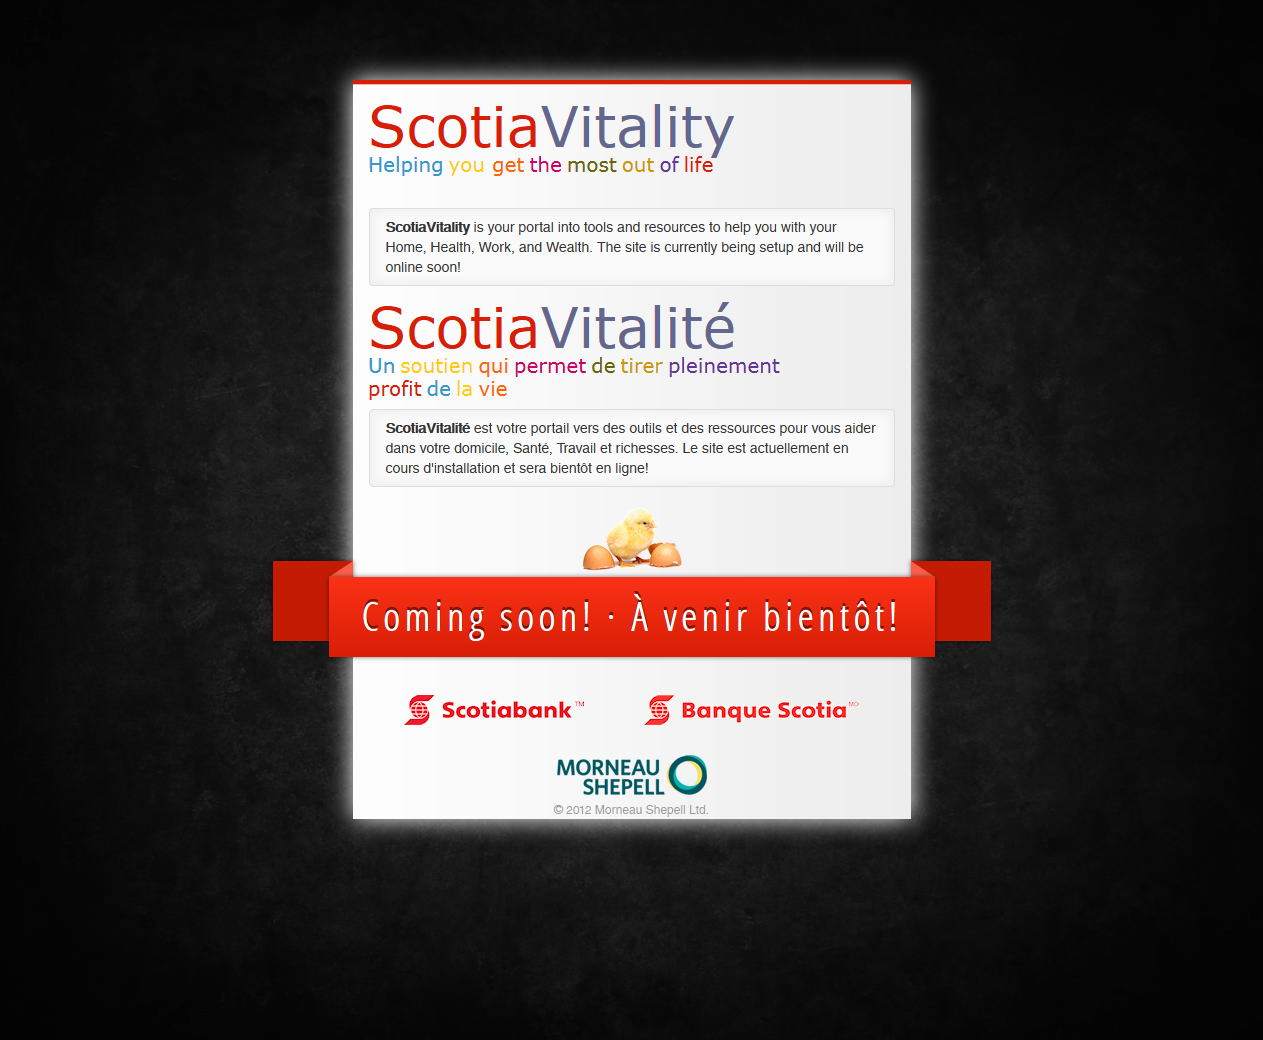 ScotiaVitality
Helping you get the most out of life
ScotiaVitality is your portal into tools and resources to help you with your
Home, Health, Work, and Wealth. The site is currently being setup and will be
online soon!
ScotiaVitalité
Un soutien qui permet de tirer pleinement
profit de la vie
ScotiaVitalité est votre portail vers des outils et des ressources pour vous aider
dans votre domicile, Santé, Travail et richesses. Le site est actuellement en
cours d'installation et sera bientôt en ligne!
Coming soon! · À venir bientôt!
Scotiabank™ Banque Scotia MD
MORNEAU
SHEPELL
© 2012 Morneau Shepell Ltd.